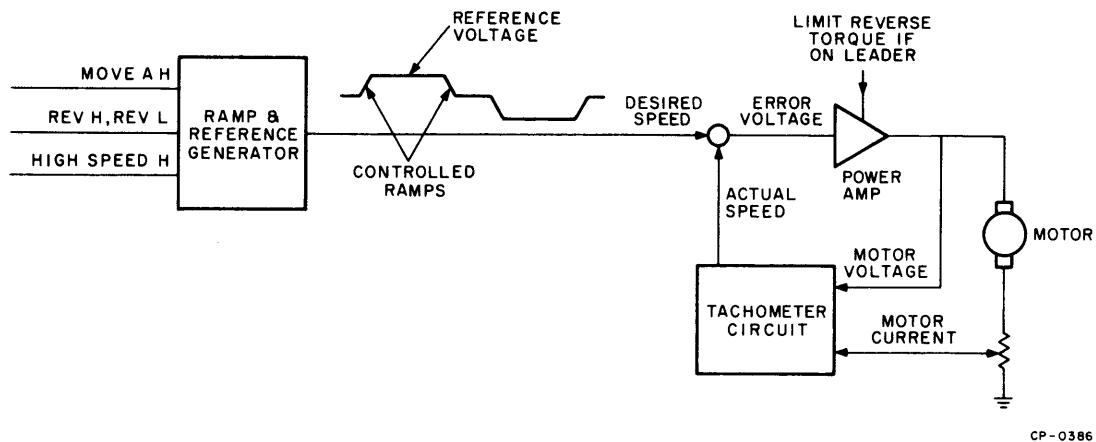 REFERENCE
VOLTAGE
LIMIT REVERSE
TORQUE IF
ON LEADER
MOVE A H
REV H, REV L
HIGH SPEED H
RAMP &
REFERENCE
GENERATOR
CONTROLLED
RAMPS
DESIRED
SPEED
ERROR
VOLTAGE
POWER
AMP
ACTUAL
SPEED
MOTOR
MOTOR
VOLTAGE
TACHOMETER
CIRCUIT
MOTOR
CURRENT
CP-0386